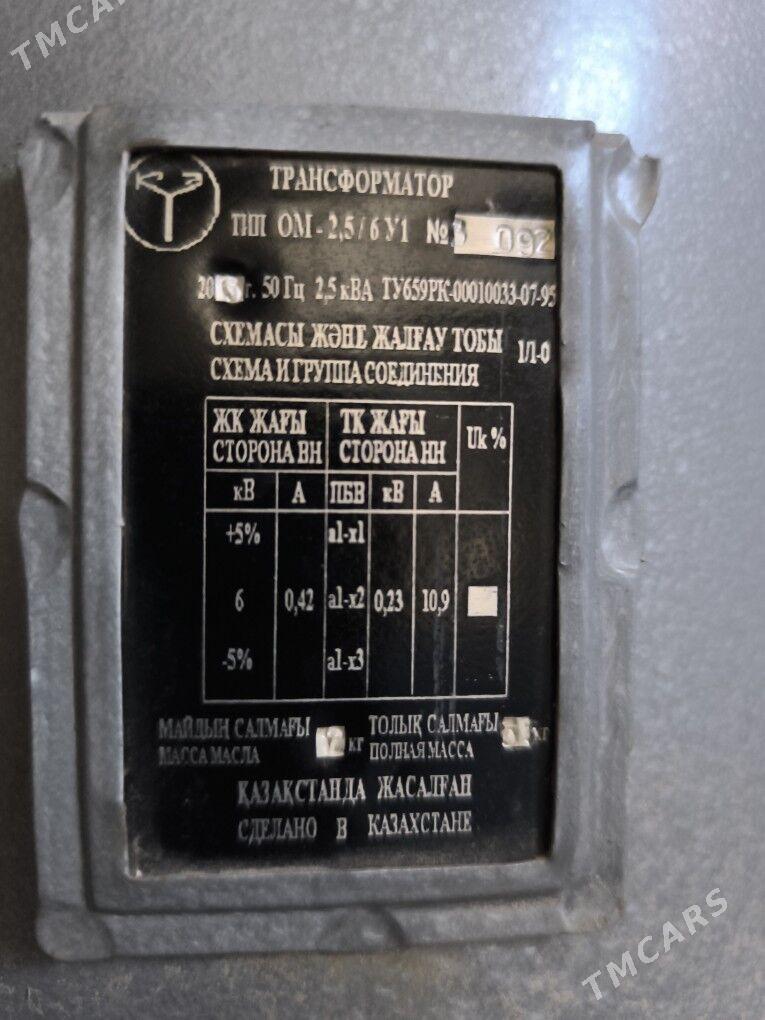 TMCARS
ТРАНСФОРМАТОР
ТИП ОМ - 2,5 / 6 У1 № 092
20 г. 50 Гц 2,5 кВА ТУ659РК-00010033-07-95
СХЕМАСЫ ЖӘНЕ ЖАЛҒАУ ТОБЫ 1/1-0
СХЕМА И ГРУППА СОЕДИНЕНИЯ
ЖК ЖАҒЫ ТК ЖАҒЫ Uk %
СТОРОНА ВН СТОРОНА НН
кВ А ПБВ кВ А
+5% a1-x1
6 0,42 a1-x2 0,23 10,9
-5% a1-x3
МАЙДЫҢ САЛМАҒЫ кг ТОЛЫҚ САЛМАҒЫ кг
МАССА МАСЛА ПОЛНАЯ МАССА
ҚАЗАҚСТАНДА ЖАСАЛҒАН
СДЕЛАНО В КАЗАХСТАНЕ
TMCARS